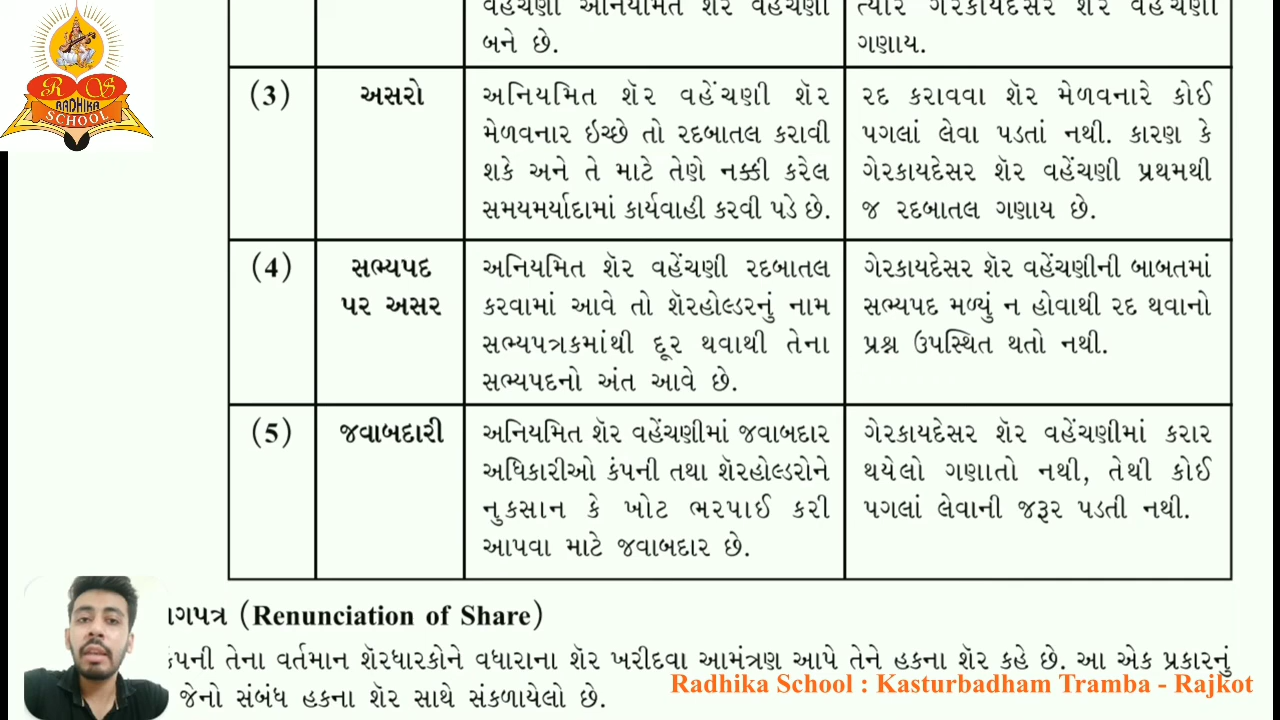 બને છે.
ગણાય.
R S
RADHIKA
SCHOOL
(3) અસરો
અનિયમિત શૅર વહેંચણી શૅર
મેળવનાર ઇચ્છે તો રદબાતલ કરાવી
શકે અને તે માટે તેણે નક્કી કરેલ
સમયમર્યાદામાં કાર્યવાહી કરવી પડે છે.
રદ કરાવવા શૅર મેળવનારે કોઈ
પગલાં લેવા પડતાં નથી. કારણ કે
ગેરકાયદેસર શૅર વહેંચણી પ્રથમથી
જ રદબાતલ ગણાય છે.
(4) સભ્યપદ
પર અસર
અનિયમિત શૅર વહેંચણી રદબાતલ
કરવામાં આવે તો શૅરહોલ્ડરનું નામ
સભ્યપત્રકમાંથી દૂર થવાથી તેના
સભ્યપદનો અંત આવે છે.
ગેરકાયદેસર શૅર વહેંચણીની બાબતમાં
સભ્યપદ મળ્યું ન હોવાથી રદ થવાનો
પ્રશ્ન ઉપસ્થિત થતો નથી.
(5) જવાબદારી
અનિયમિત શૅર વહેંચણીમાં જવાબદાર
અધિકારીઓ કંપની તથા શૅરહોલ્ડરોને
નુકસાન કે ખોટ ભરપાઈ કરી
આપવા માટે જવાબદાર છે.
ગેરકાયદેસર શૅર વહેંચણીમાં કરાર
થયેલો ગણાતો નથી, તેથી કોઈ
પગલાં લેવાની જરૂર પડતી નથી.
(Renunciation of Share)
તેના વર્તમાન શૅરધારકોને વધારાના શૅર ખરીદવા આમંત્રણ આપે તેને હકના શૅર કહે છે. આ એક પ્રકારનું
જેનો સંબંધ હકના શૅર સાથે સંકળાયેલો છે.
Radhika School : Kasturbadham Tramba - Rajkot